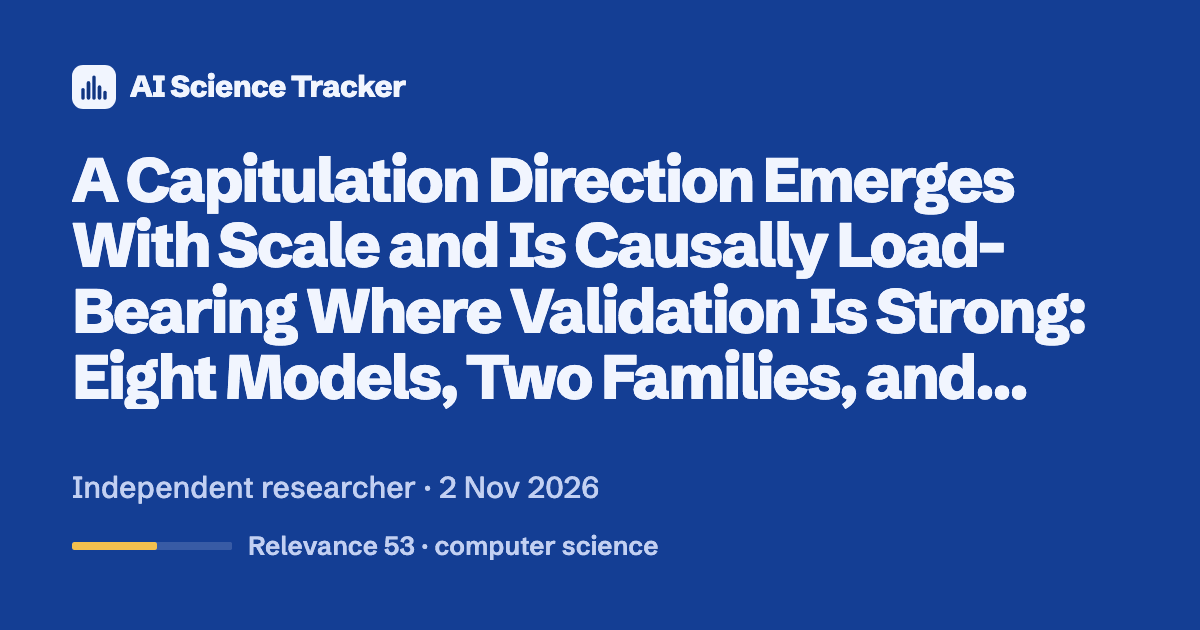 AI Science Tracker
A Capitulation Direction Emerges
With Scale and Is Causally Load-
Bearing Where Validation Is Strong:
Eight Models, Two Families, and...
Independent researcher · 2 Nov 2026
Relevance 53 · computer science